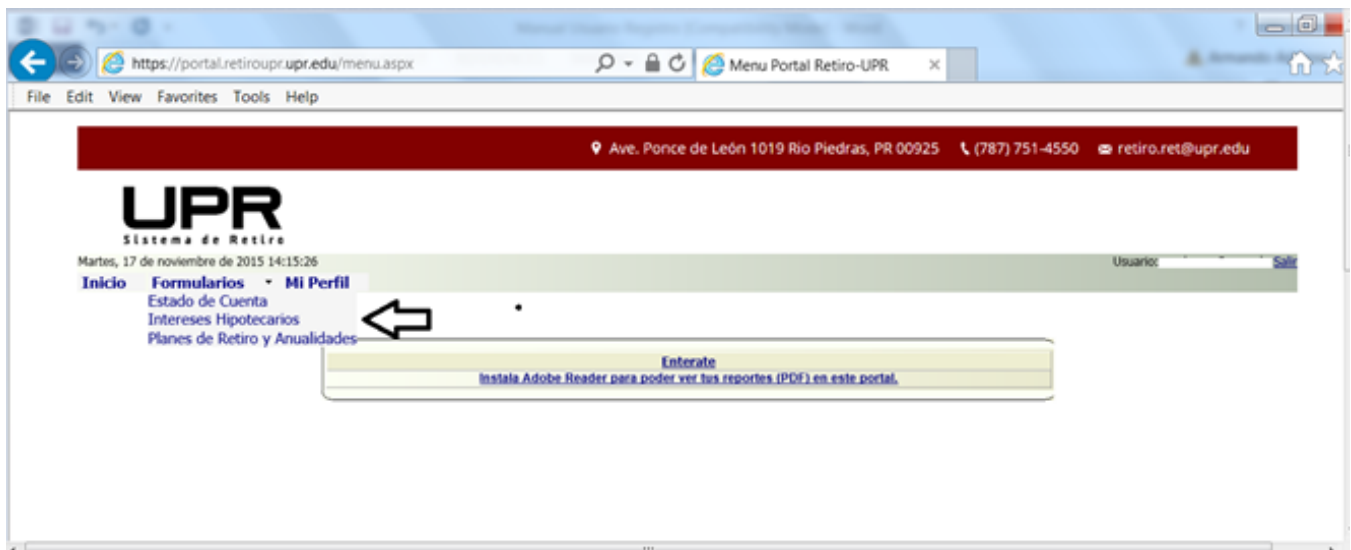 https://portal.retiroupr.upr.edu/menu.aspx
Menu Portal Retiro-UPR
File Edit View Favorites Tools Help
Ave. Ponce de León 1019 Rio Piedras, PR 00925 (787) 751-4550 retiro.ret@upr.edu
UPR
Sistema de Retiro
Martes, 17 de noviembre de 2015 14:15:26 Usuario: Salir
Inicio Formularios Mi Perfil
Estado de Cuenta
Intereses Hipotecarios
Planes de Retiro y Anualidades
Enterate
Instala Adobe Reader para poder ver tus reportes (PDF) en este portal.